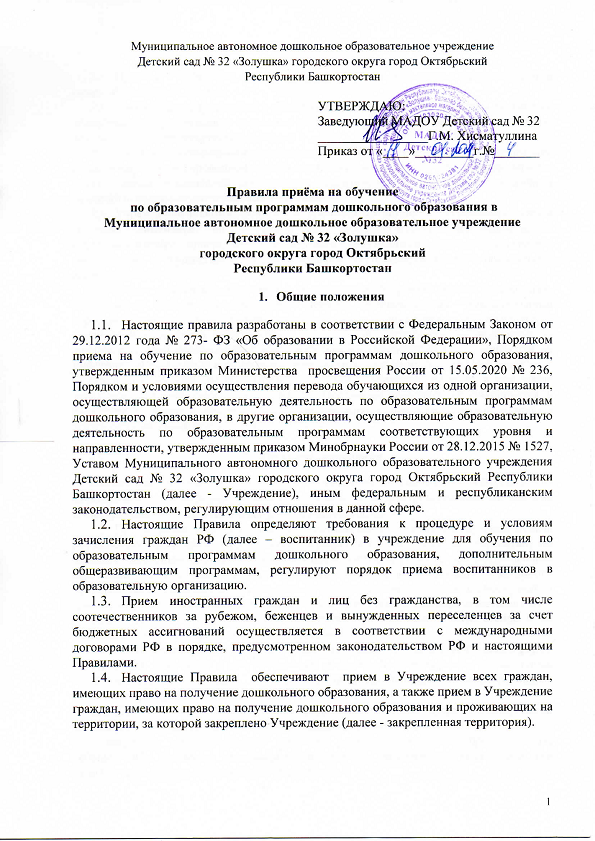 Муниципальное автономное дошкольное образовательное учреждение
Детский сад № 32 «Золушка» городского округа город Октябрьский
Республики Башкортостан
УТВЕРЖДАЮ:
Заведующий МАДОУ Детский сад № 32
Г.М. Хисматуллина
Приказ от « » г.№ 4
Правила приёма на обучение
по образовательным программам дошкольного образования в
Муниципальное автономное дошкольное образовательное учреждение
Детский сад № 32 «Золушка»
городского округа город Октябрьский
Республики Башкортостан
1. Общие положения
1.1. Настоящие правила разработаны в соответствии с Федеральным Законом от
29.12.2012 года № 273- ФЗ «Об образовании в Российской Федерации», Порядком
приема на обучение по образовательным программам дошкольного образования,
утвержденным приказом Министерства просвещения России от 15.05.2020 № 236,
Порядком и условиями осуществления перевода обучающихся из одной организации,
осуществляющей образовательную деятельность по образовательным программам
дошкольного образования, в другие организации, осуществляющие образовательную
деятельность по образовательным программам соответствующих уровня и
направленности, утвержденным приказом Минобрнауки России от 28.12.2015 № 1527,
Уставом Муниципального автономного дошкольного образовательного учреждения
Детский сад № 32 «Золушка» городского округа город Октябрьский Республики
Башкортостан (далее - Учреждение), иным федеральным и республиканским
законодательством, регулирующим отношения в данной сфере.
1.2. Настоящие Правила определяют требования к процедуре и условиям
зачисления граждан РФ (далее – воспитанник) в учреждение для обучения по
образовательным программам дошкольного образования, дополнительным
общеразвивающим программам, регулируют порядок приема воспитанников в
образовательную организацию.
1.3. Прием иностранных граждан и лиц без гражданства, в том числе
соотечественников за рубежом, беженцев и вынужденных переселенцев за счет
бюджетных ассигнований осуществляется в соответствии с международными
договорами РФ в порядке, предусмотренном законодательством РФ и настоящими
Правилами.
1.4. Настоящие Правила обеспечивают прием в Учреждение всех граждан,
имеющих право на получение дошкольного образования, а также прием в Учреждение
граждан, имеющих право на получение дошкольного образования и проживающих на
территории, за которой закреплено Учреждение (далее - закрепленная территория).
1